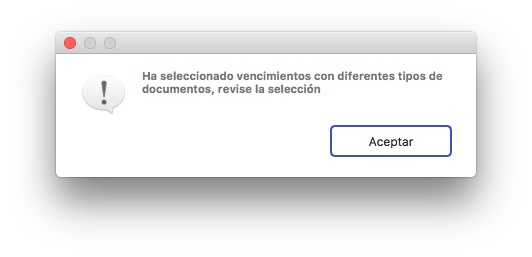 Ha seleccionado vencimientos con diferentes tipos de
documentos, revise la selección
Aceptar